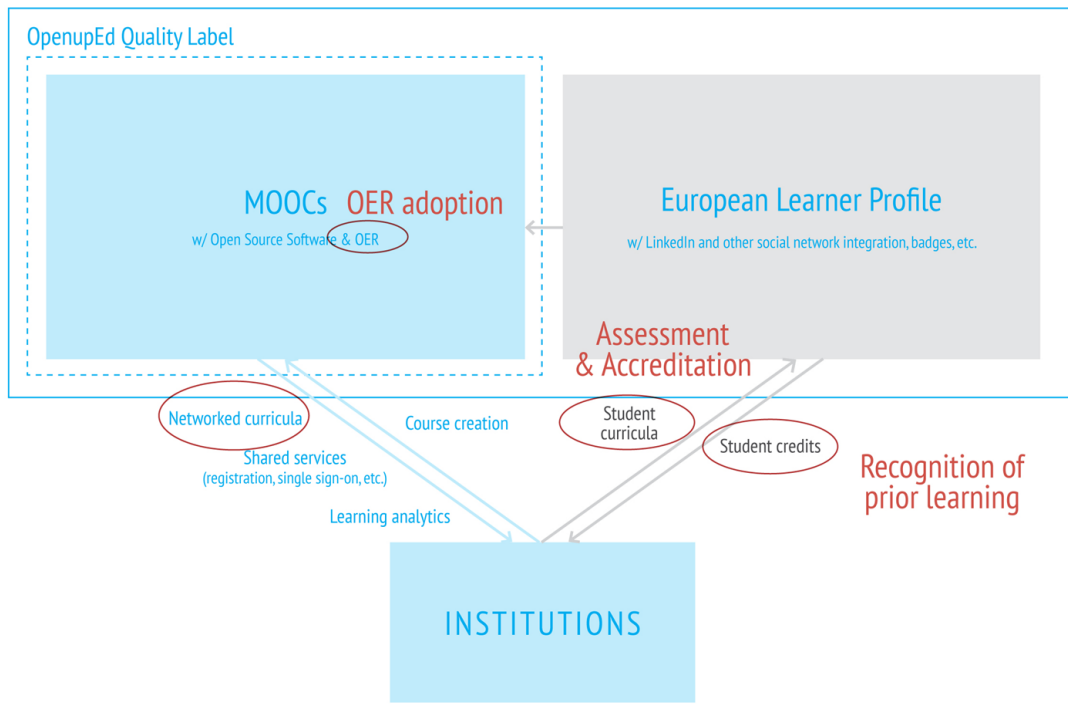 OpenupEd Quality Label
MOOCs OER adoption
w/ Open Source Software & OER
European Learner Profile
w/ LinkedIn and other social network integration, badges, etc.
Assessment
& Accreditation
Networked curricula
Course creation
Shared services
(registration, single sign-on, etc.)
Learning analytics
Student
curricula
Student credits
Recognition of
prior learning
INSTITUTIONS